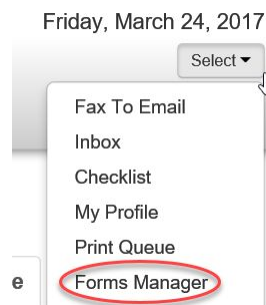 Friday, March 24, 2017
Select
Fax To Email
Inbox
Checklist
My Profile
Print Queue
e
Forms Manager